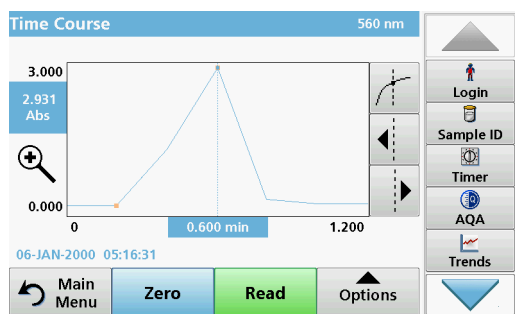 Time Course 560 nm
3.000
2.931
Abs
0.000
0 0.600 min 1.200
06-JAN-2000 05:16:31
Main
Menu
Zero
Read
Options
Login
Sample ID
Timer
AQA
Trends